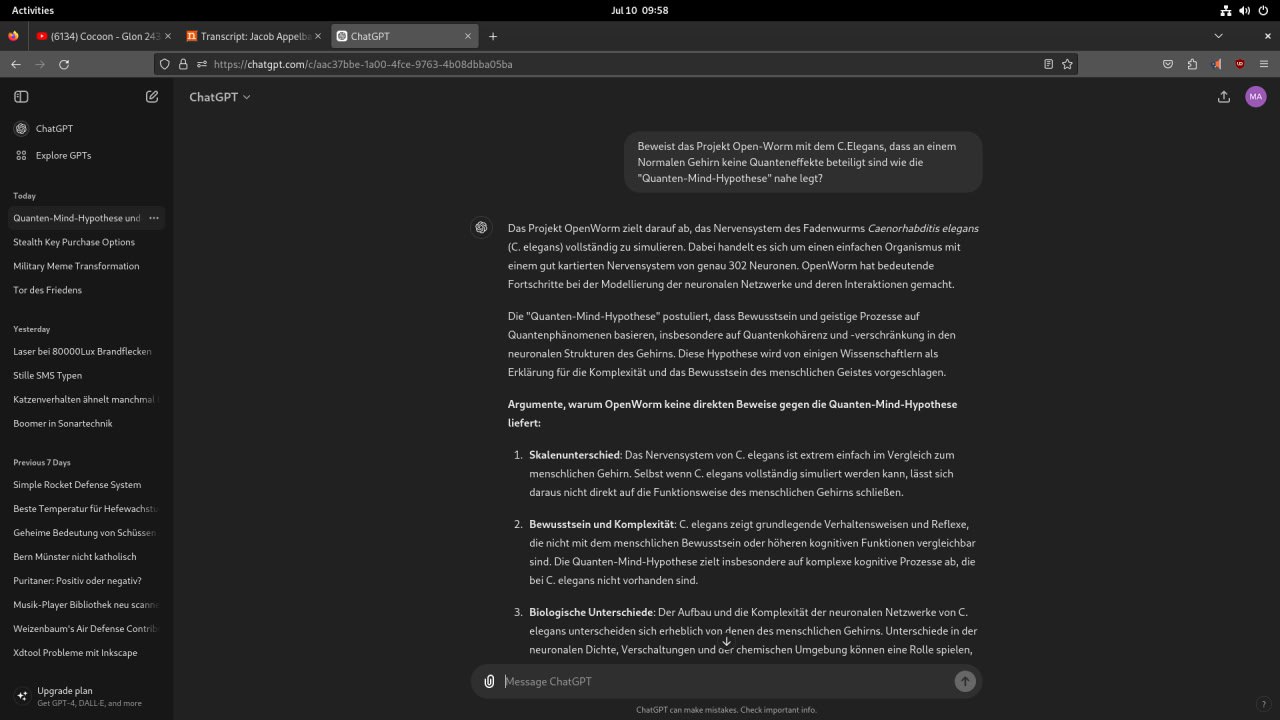 Activities
Jul 10 09:58
(6134) Cocoon - Glon 243
Transcript: Jacob Appelba
ChatGPT
https://chatgpt.com/c/aac37bbe-1a00-4fce-9763-4b08dbba05ba
ChatGPT
MA
ChatGPT
Explore GPTs
Today
Quanten-Mind-Hypothese und
Stealth Key Purchase Options
Military Meme Transformation
Tor des Friedens
Yesterday
Laser bei 80000Lux Brandflecken
Stille SMS Typen
Katzenverhalten ähnelt manchmal
Boomer in Sonartechnik
Previous 7 Days
Simple Rocket Defense System
Beste Temperatur für Hefewachstu
Geheime Bedeutung von Schüssen
Bern Münster nicht katholisch
Puritaner: Positiv oder negativ?
Musik-Player Bibliothek neu scanne
Weizenbaum's Air Defense Contrib
Xdtool Probleme mit Inkscape
Upgrade plan
Get GPT-4, DALL·E, and more
Beweist das Projekt Open-Worm mit dem C.Elegans, dass an einem
Normalen Gehirn keine Quanteneffekte beteiligt sind wie die
"Quanten-Mind-Hypothese" nahe legt?
Das Projekt OpenWorm zielt darauf ab, das Nervensystem des Fadenwurms Caenorhabditis elegans
(C. elegans) vollständig zu simulieren. Dabei handelt es sich um einen einfachen Organismus mit
einem gut kartierten Nervensystem von genau 302 Neuronen. OpenWorm hat bedeutende
Fortschritte bei der Modellierung der neuronalen Netzwerke und deren Interaktionen gemacht.
Die "Quanten-Mind-Hypothese" postuliert, dass Bewusstsein und geistige Prozesse auf
Quantenphänomenen basieren, insbesondere auf Quantenkohärenz und -verschränkung in den
neuronalen Strukturen des Gehirns. Diese Hypothese wird von einigen Wissenschaftlern als
Erklärung für die Komplexität und das Bewusstsein des menschlichen Geistes vorgeschlagen.
Argumente, warum OpenWorm keine direkten Beweise gegen die Quanten-Mind-Hypothese
liefert:
1. Skalenunterschied: Das Nervensystem von C. elegans ist extrem einfach im Vergleich zum
menschlichen Gehirn. Selbst wenn C. elegans vollständig simuliert werden kann, lässt sich
daraus nicht direkt auf die Funktionsweise des menschlichen Gehirns schließen.
2. Bewusstsein und Komplexität: C. elegans zeigt grundlegende Verhaltensweisen und Reflexe,
die nicht mit dem menschlichen Bewusstsein oder höheren kognitiven Funktionen vergleichbar
sind. Die Quanten-Mind-Hypothese zielt insbesondere auf komplexe kognitive Prozesse ab, die
bei C. elegans nicht vorhanden sind.
3. Biologische Unterschiede: Der Aufbau und die Komplexität der neuronalen Netzwerke von C.
elegans unterscheiden sich erheblich von denen des menschlichen Gehirns. Unterschiede in der
neuronalen Dichte, Verschaltungen und der chemischen Umgebung können eine Rolle spielen,
Message ChatGPT
ChatGPT can make mistakes. Check important info.
?